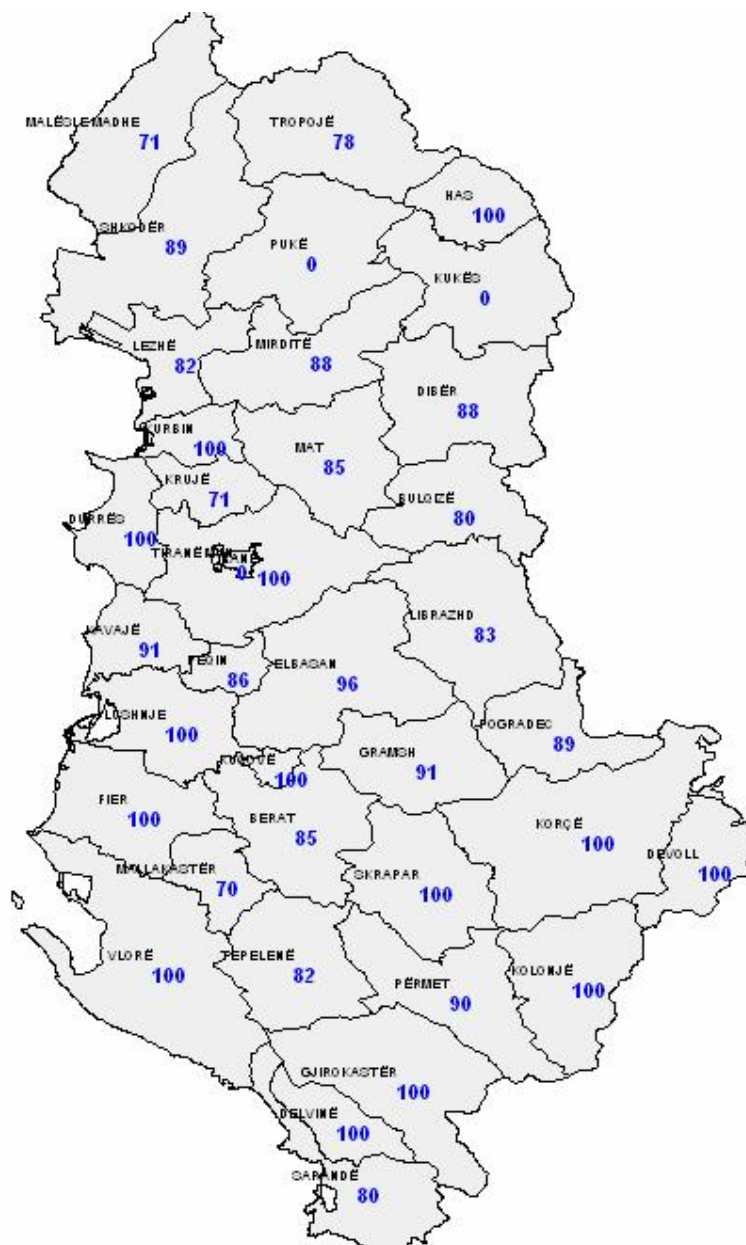 MALËSI E MADHE
71
TROPOJË
78
HAS
100
SHKODËR
89
PUKË
0
KUKËS
0
LEZHË
82
MIRDITË
88
DIBËR
88
KURBIN
100
MAT
85
KRUJË
71
BULQIZË
80
DURRËS
100
0
100
LIBRAZHD
83
KAVAJË
91
PEQIN
86
ELBASAN
96
LUSHNJE
100
POGRADEC
89
KUÇOVË
100
GRAMSH
91
FIER
100
BERAT
85
KORÇË
100
DEVOLL
100
MALLAKASTËR
70
SKRAPAR
100
VLORË
100
TEPELENË
82
PËRMET
90
KOLONJË
100
GJIROKASTËR
100
DELVINË
100
SARANDË
80